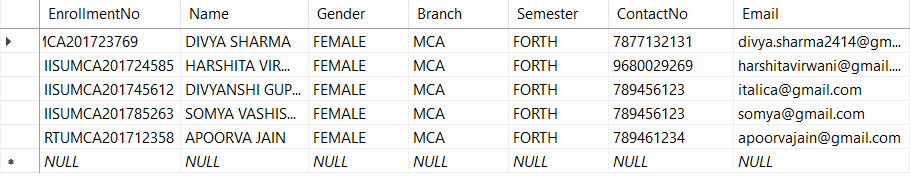 EnrollmentNo Name Gender Branch Semester ContactNo Email
MCA201723769 DIVYA SHARMA FEMALE MCA FORTH 7877132131 divya.sharma2414@gm...
IISUMCA201724585 HARSHITA VIR... FEMALE MCA FORTH 9680029269 harshitavirwani@gmail....
IISUMCA201745612 DIVYANSHI GUP... FEMALE MCA FORTH 789456123 italica@gmail.com
IISUMCA201785263 SOMYA VASHIS... FEMALE MCA FORTH 789456123 somya@gmail.com
RTUMCA201712358 APOORVA JAIN FEMALE MCA FORTH 789461234 apoorvajain@gmail.com
NULL NULL NULL NULL NULL NULL NULL